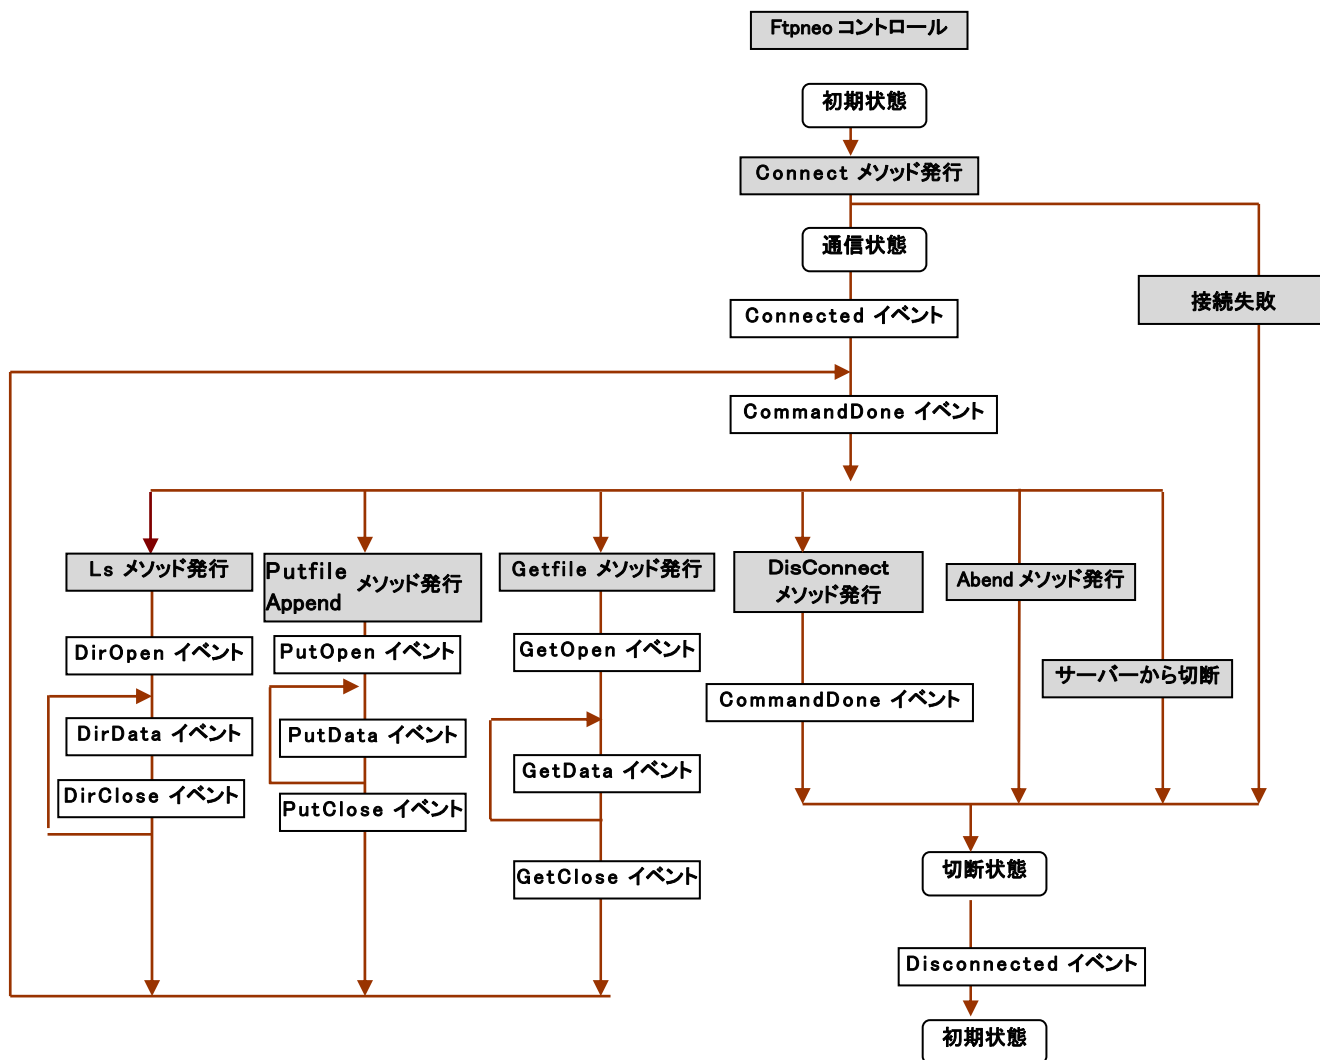 Ftpneo コントロール
初期状態
Connect メソッド発行
通信状態
接続失敗
Connected イベント
CommandDone イベント
Ls メソッド発行
Putfile
Append
メソッド発行
Getfile メソッド発行
DisConnect
メソッド発行
Abend メソッド発行
サーバーから切断
DirOpen イベント
PutOpen イベント
GetOpen イベント
CommandDone イベント
DirData イベント
PutData イベント
GetData イベント
DirClose イベント
PutClose イベント
GetClose イベント
切断状態
Disconnected イベント
初期状態